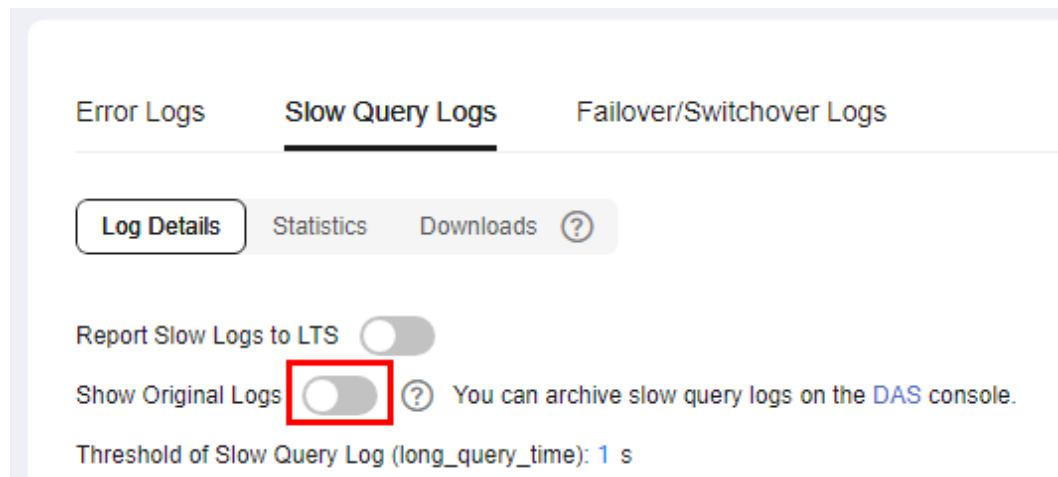 Error Logs Slow Query Logs Failover/Switchover Logs
Log Details Statistics Downloads ?
Report Slow Logs to LTS
Show Original Logs ? You can archive slow query logs on the DAS console.
Threshold of Slow Query Log (long_query_time): 1 s